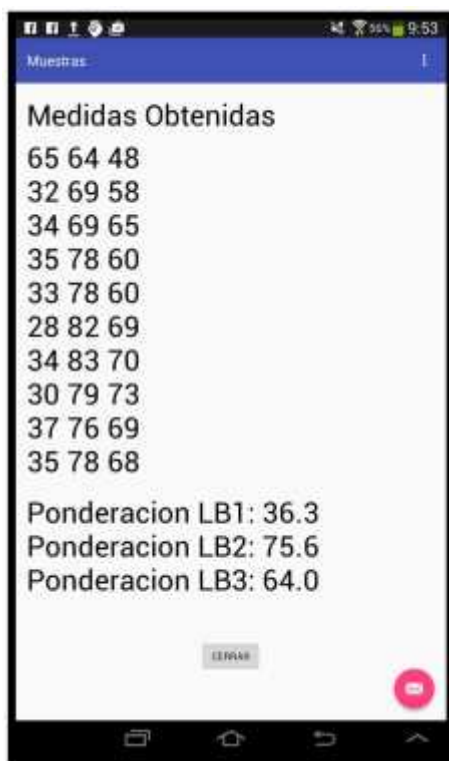 56% 9:53
Muestras
Medidas Obtenidas
65 64 48
32 69 58
34 69 65
35 78 60
33 78 60
28 82 69
34 83 70
30 79 73
37 76 69
35 78 68
Ponderacion LB1: 36.3
Ponderacion LB2: 75.6
Ponderacion LB3: 64.0
CERRAR